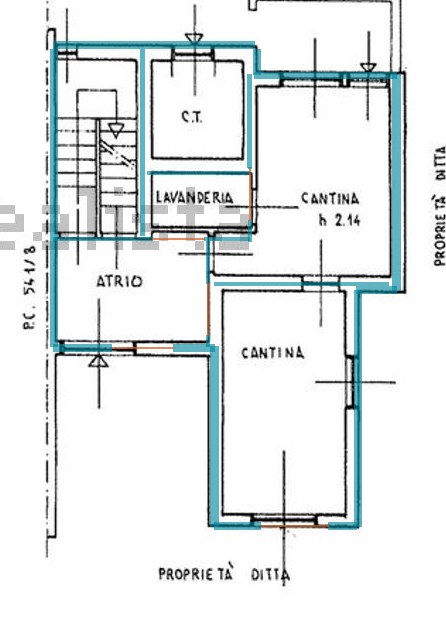 C.T.
LAVANDERIA
CANTINA
h 2.14
PROPRIETÀ DITTA
P.C. 541/8
ATRIO
CANTINA
PROPRIETÀ DITTA